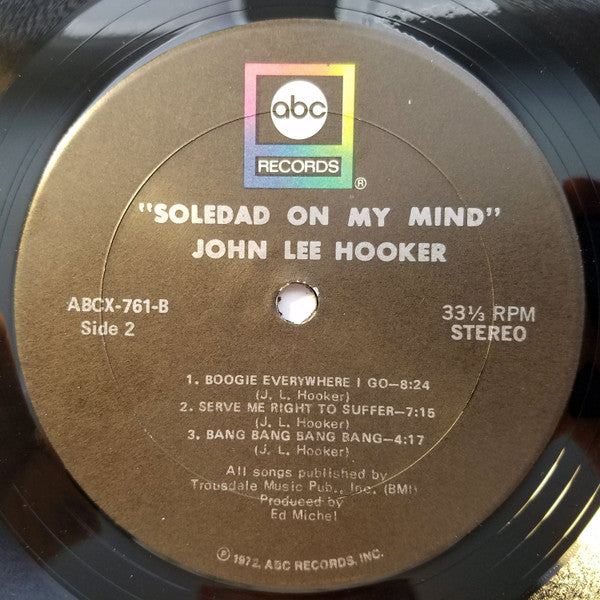 abc
RECORDS
®
"SOLEDAD ON MY MIND"
JOHN LEE HOOKER
ABCX-761-B
Side 2
33⅓ RPM
STEREO
1. BOOGIE EVERYWHERE I GO—8:24
(J. L. Hooker)
2. SERVE ME RIGHT TO SUFFER—7:15
(J. L. Hooker)
3. BANG BANG BANG BANG—4:17
(J. L. Hooker)
All songs published by
Trousdale Music Pub., Inc. (BMI)
Produced by
Ed Michel
℗ 1972, ABC RECORDS, INC.